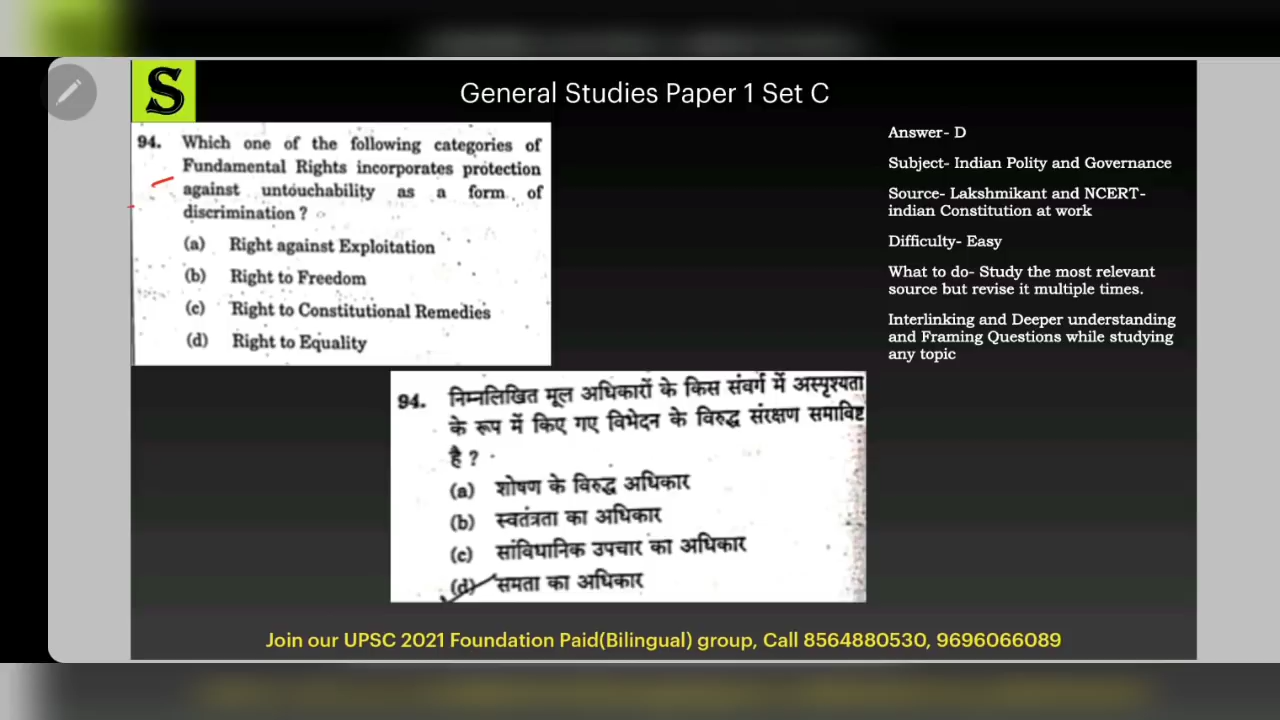 S
General Studies Paper 1 Set C
94. Which one of the following categories of
Fundamental Rights incorporates protection
against untouchability as a form of
discrimination ?
(a) Right against Exploitation
(b) Right to Freedom
(c) Right to Constitutional Remedies
(d) Right to Equality
Answer- D
Subject- Indian Polity and Governance
Source- Lakshmikant and NCERT-
indian Constitution at work
Difficulty- Easy
What to do- Study the most relevant
source but revise it multiple times.
Interlinking and Deeper understanding
and Framing Questions while studying
any topic
94. निम्नलिखित मूल अधिकारों के किस संवर्ग में अस्पृश्यता
के रूप में किए गए विभेदन के विरुद्ध संरक्षण समाविष्ट
है ?
(a) शोषण के विरुद्ध अधिकार
(b) स्वतंत्रता का अधिकार
(c) सांविधानिक उपचार का अधिकार
(d) समता का अधिकार
Join our UPSC 2021 Foundation Paid(Bilingual) group, Call 8564880530, 9696066089